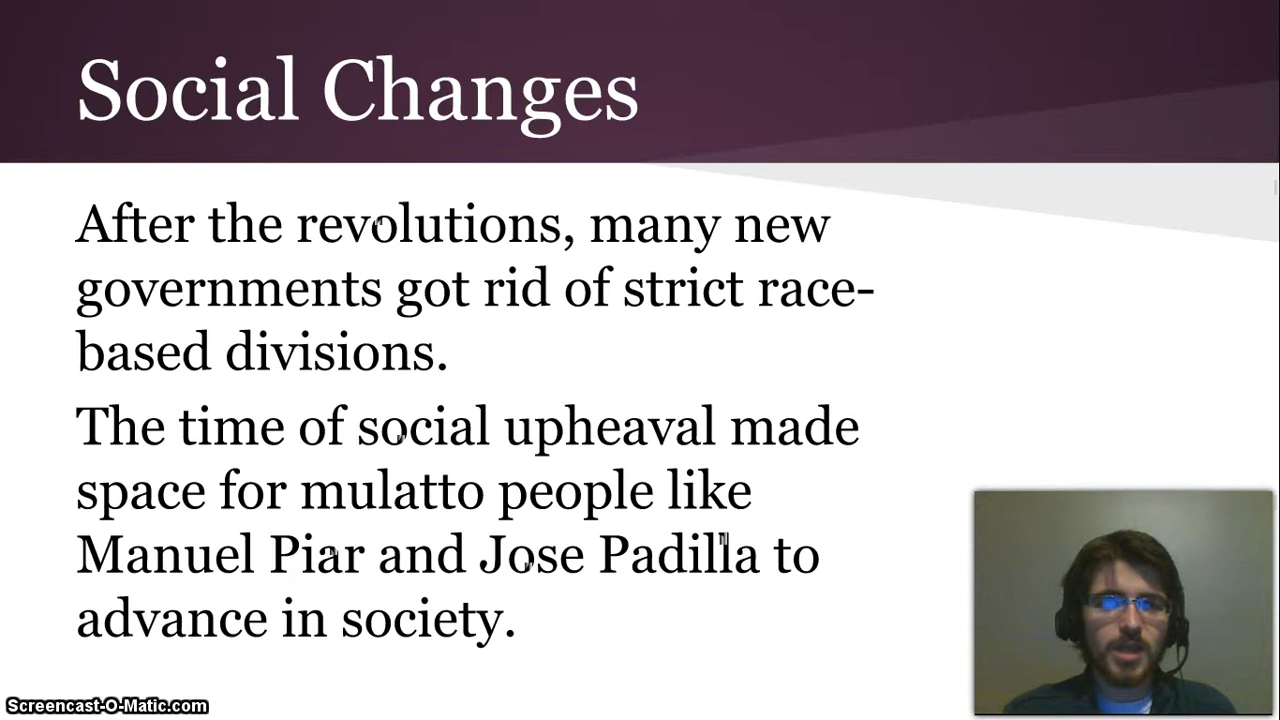 Social Changes
After the revolutions, many new
governments got rid of strict race-
based divisions.
The time of social upheaval made
space for mulatto people like
Manuel Piar and Jose Padilla to
advance in society.
Screencast-O-Matic.com